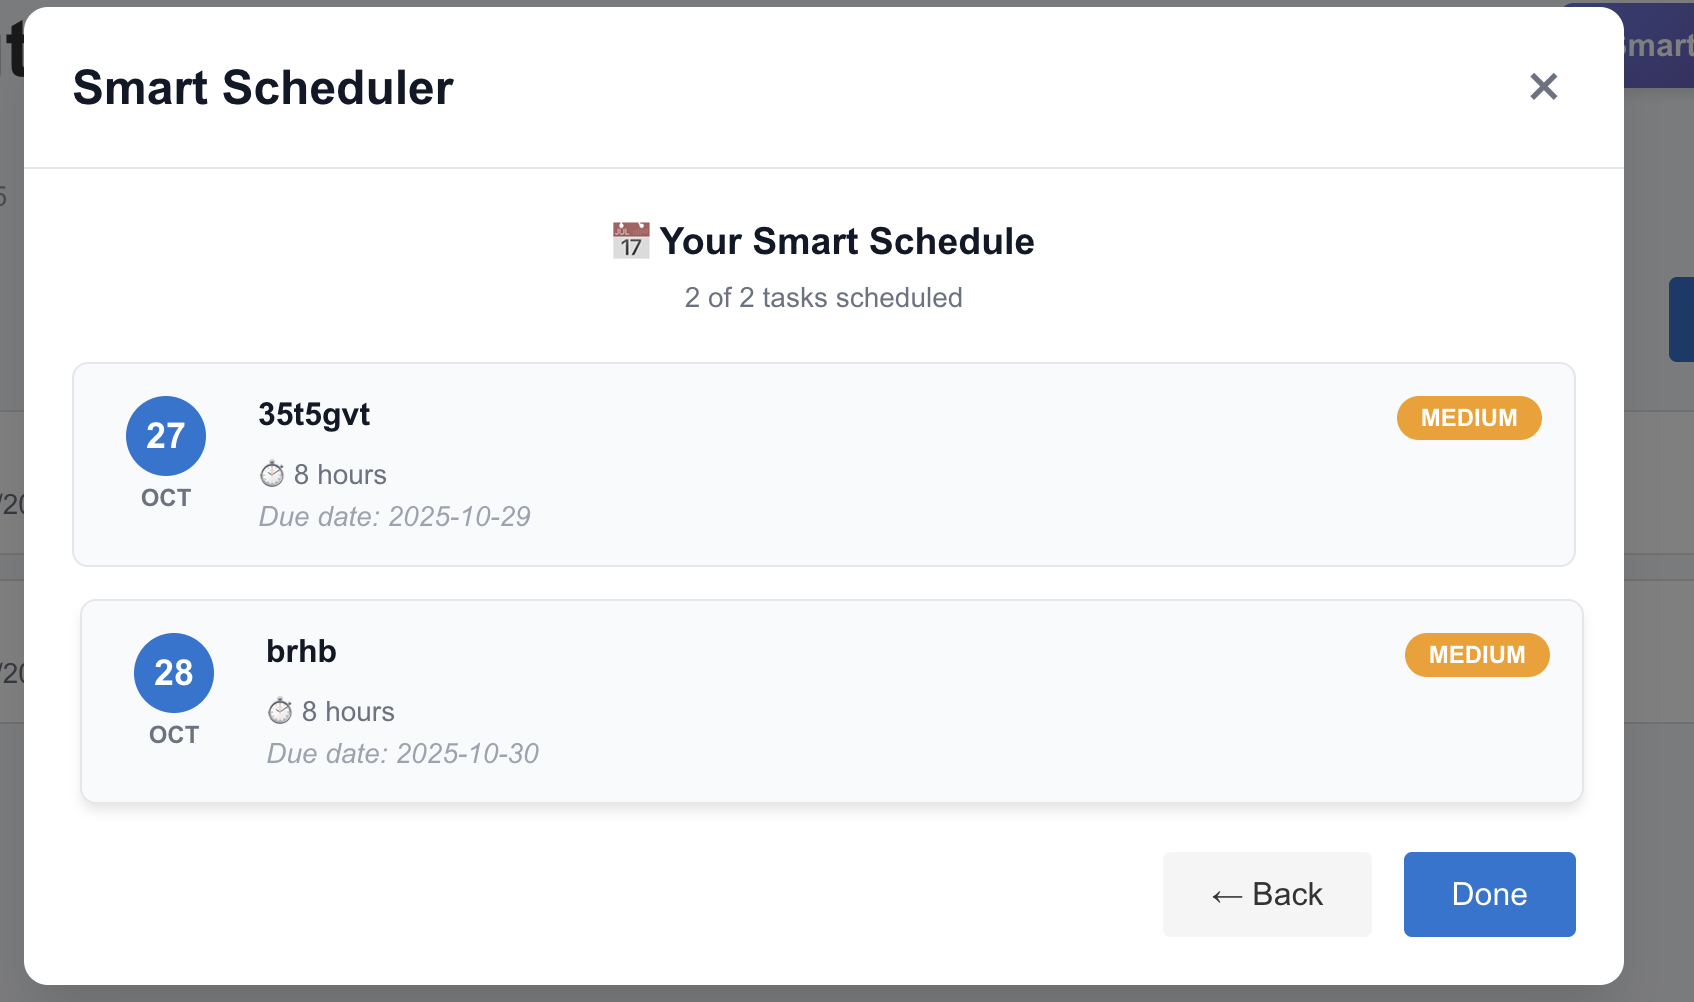 Smart Scheduler
✕
Smart
📅 Your Smart Schedule
2 of 2 tasks scheduled
27
OCT
35t5gvt
⏱ 8 hours
Due date: 2025-10-29
MEDIUM
28
OCT
brhb
⏱ 8 hours
Due date: 2025-10-30
MEDIUM
← Back
Done